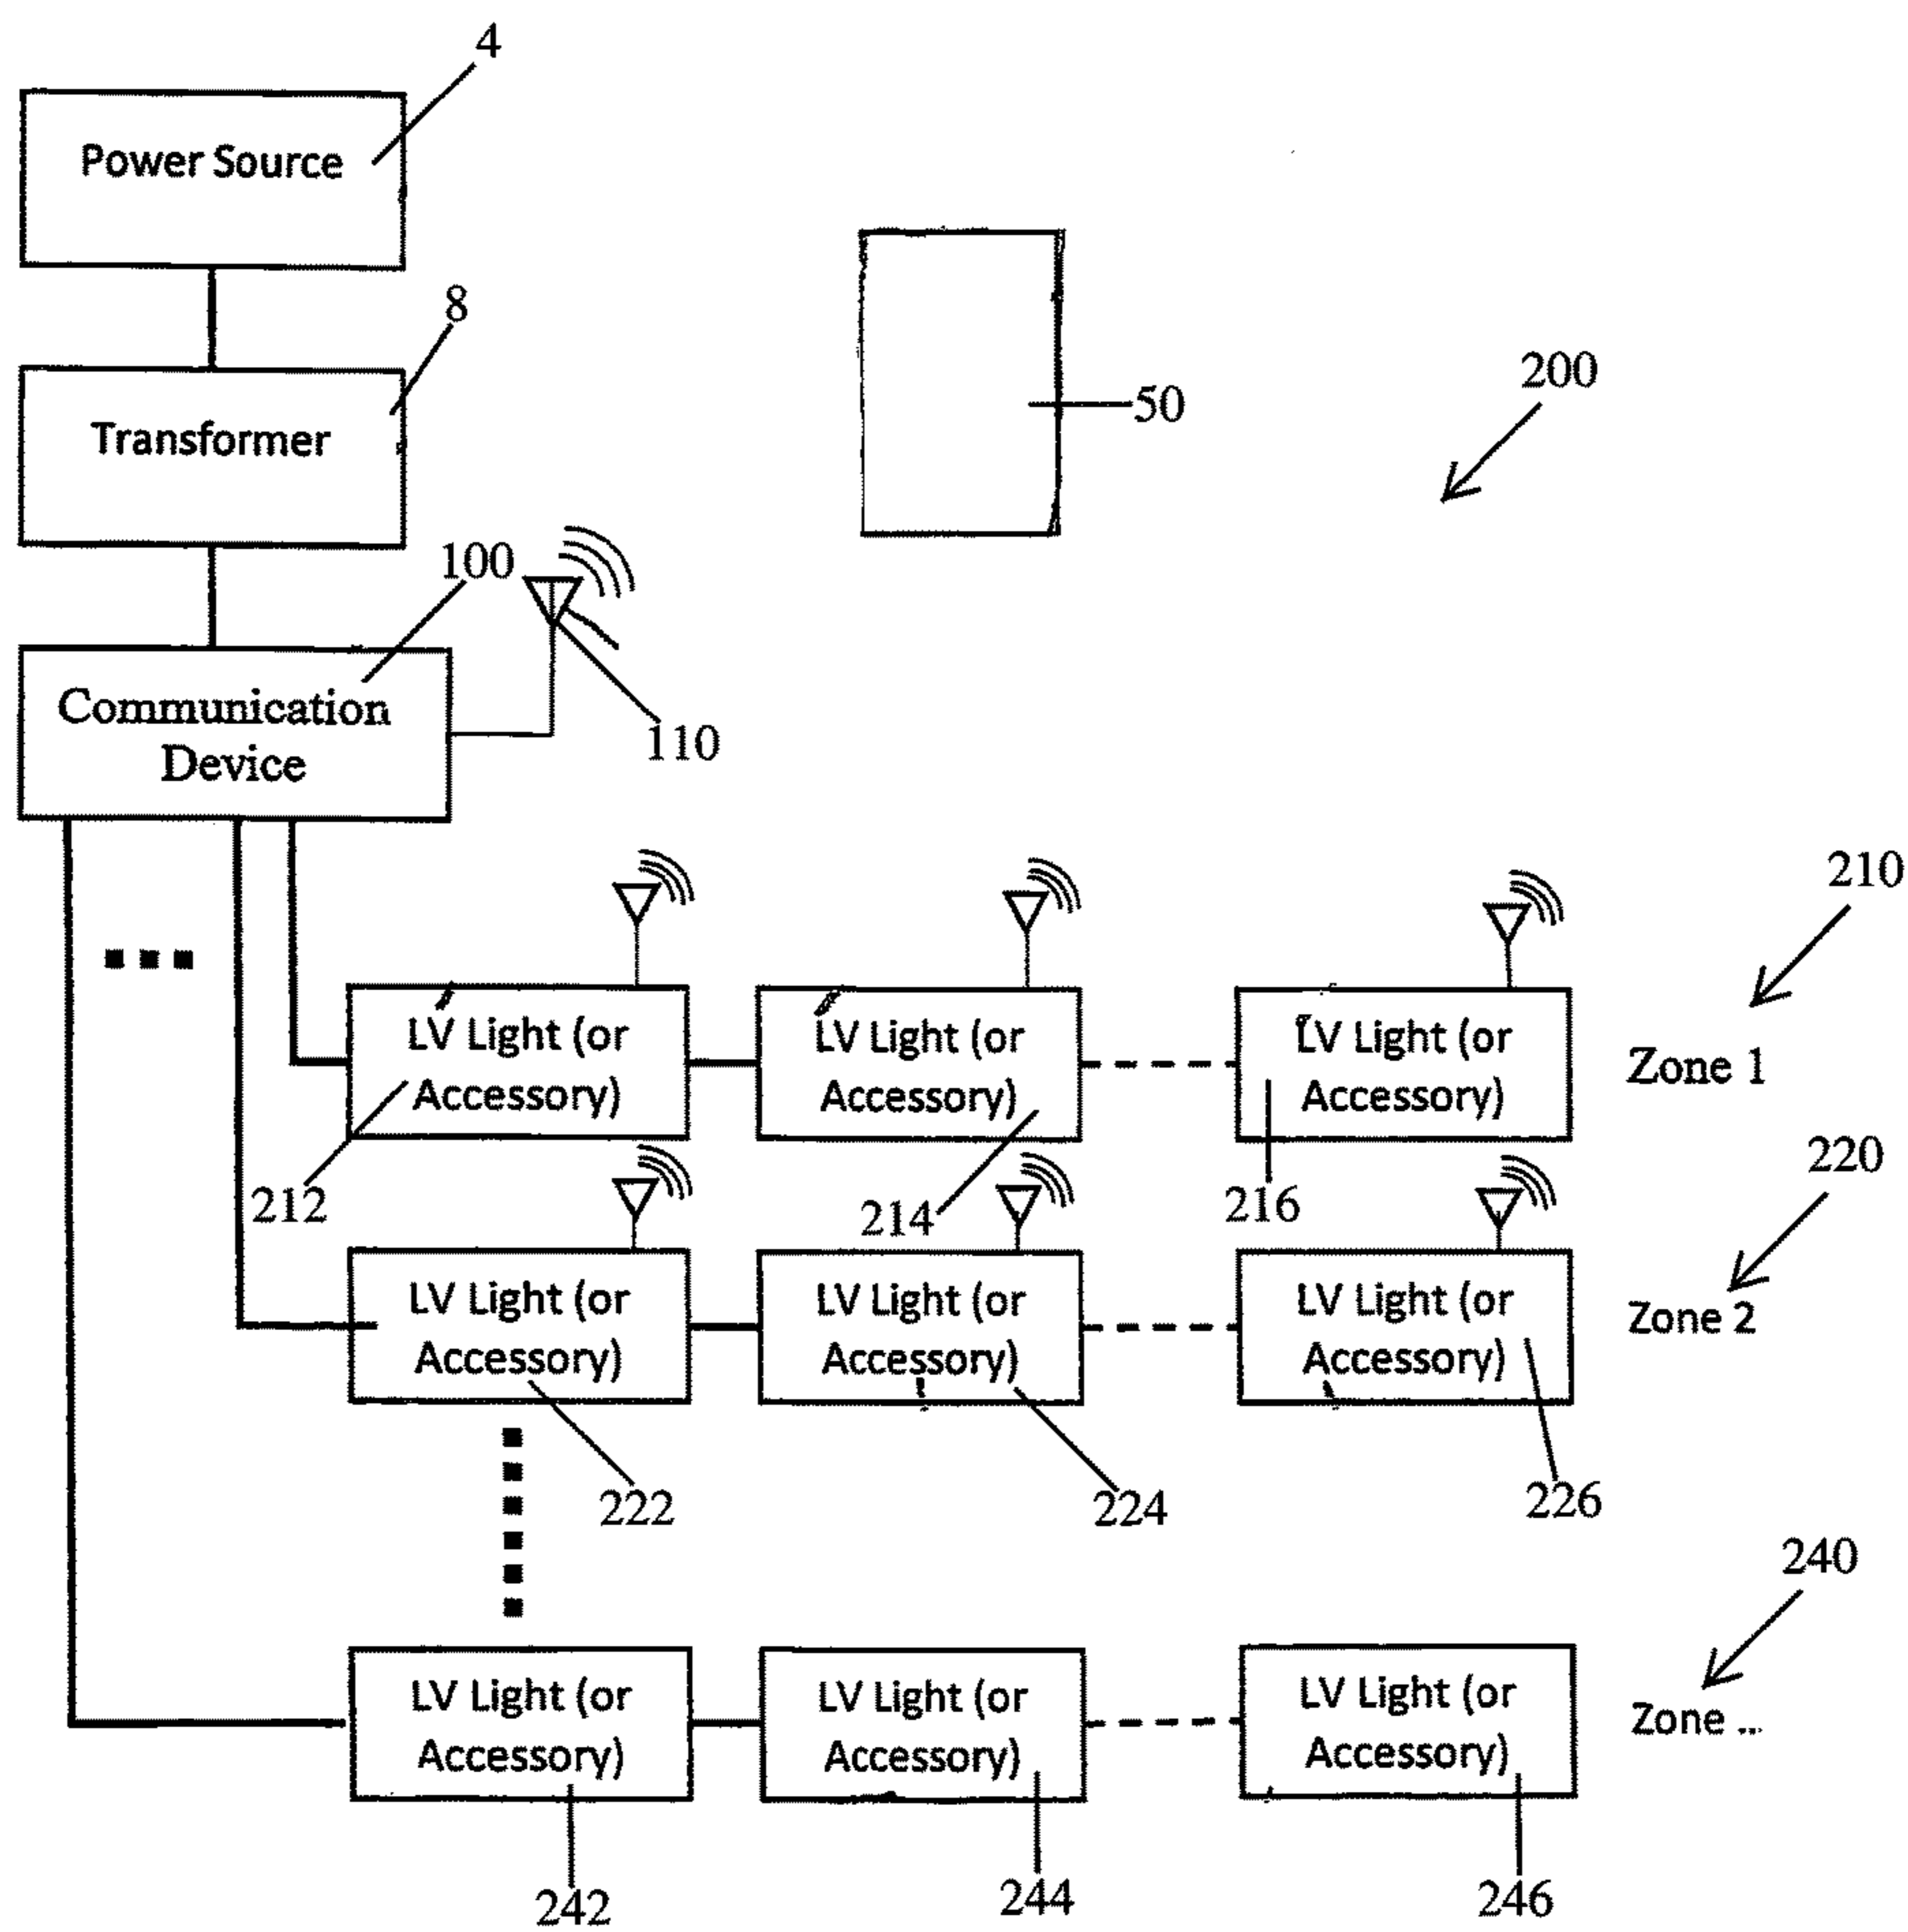 4
Power Source
8
Transformer
50
200
100
Communication
Device
110
210
LV Light (or
Accessory)
LV Light (or
Accessory)
LV Light (or
Accessory)
Zone 1
212
214
216
220
LV Light (or
Accessory)
LV Light (or
Accessory)
LV Light (or
Accessory)
Zone 2
222
224
226
240
LV Light (or
Accessory)
LV Light (or
Accessory)
LV Light (or
Accessory)
Zone ...
242
244
246